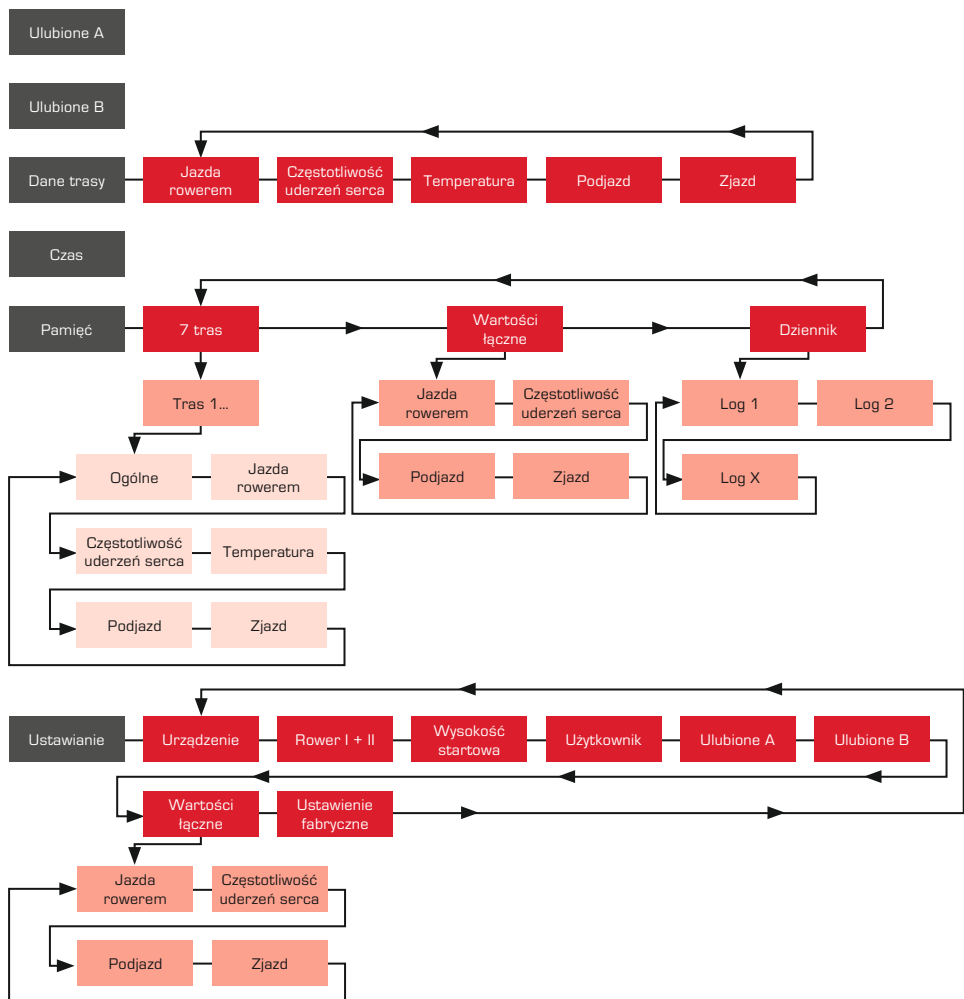 Ulubione A
Ulubione B
Dane trasy
Jazda
rowerem
Częstotliwość
uderzeń serca
Temperatura
Podjazd
Zjazd
Czas
Pamięć
7 tras
Wartości
łączne
Dziennik
Tras 1...
Jazda
rowerem
Częstotliwość
uderzeń serca
Log 1
Log 2
Ogólne
Jazda
rowerem
Podjazd
Zjazd
Log X
Częstotliwość
uderzeń serca
Temperatura
Podjazd
Zjazd
Ustawianie
Urządzenie
Rower I + II
Wysokość
startowa
Użytkownik
Ulubione A
Ulubione B
Wartości
łączne
Ustawienie
fabryczne
Jazda
rowerem
Częstotliwość
uderzeń serca
Podjazd
Zjazd